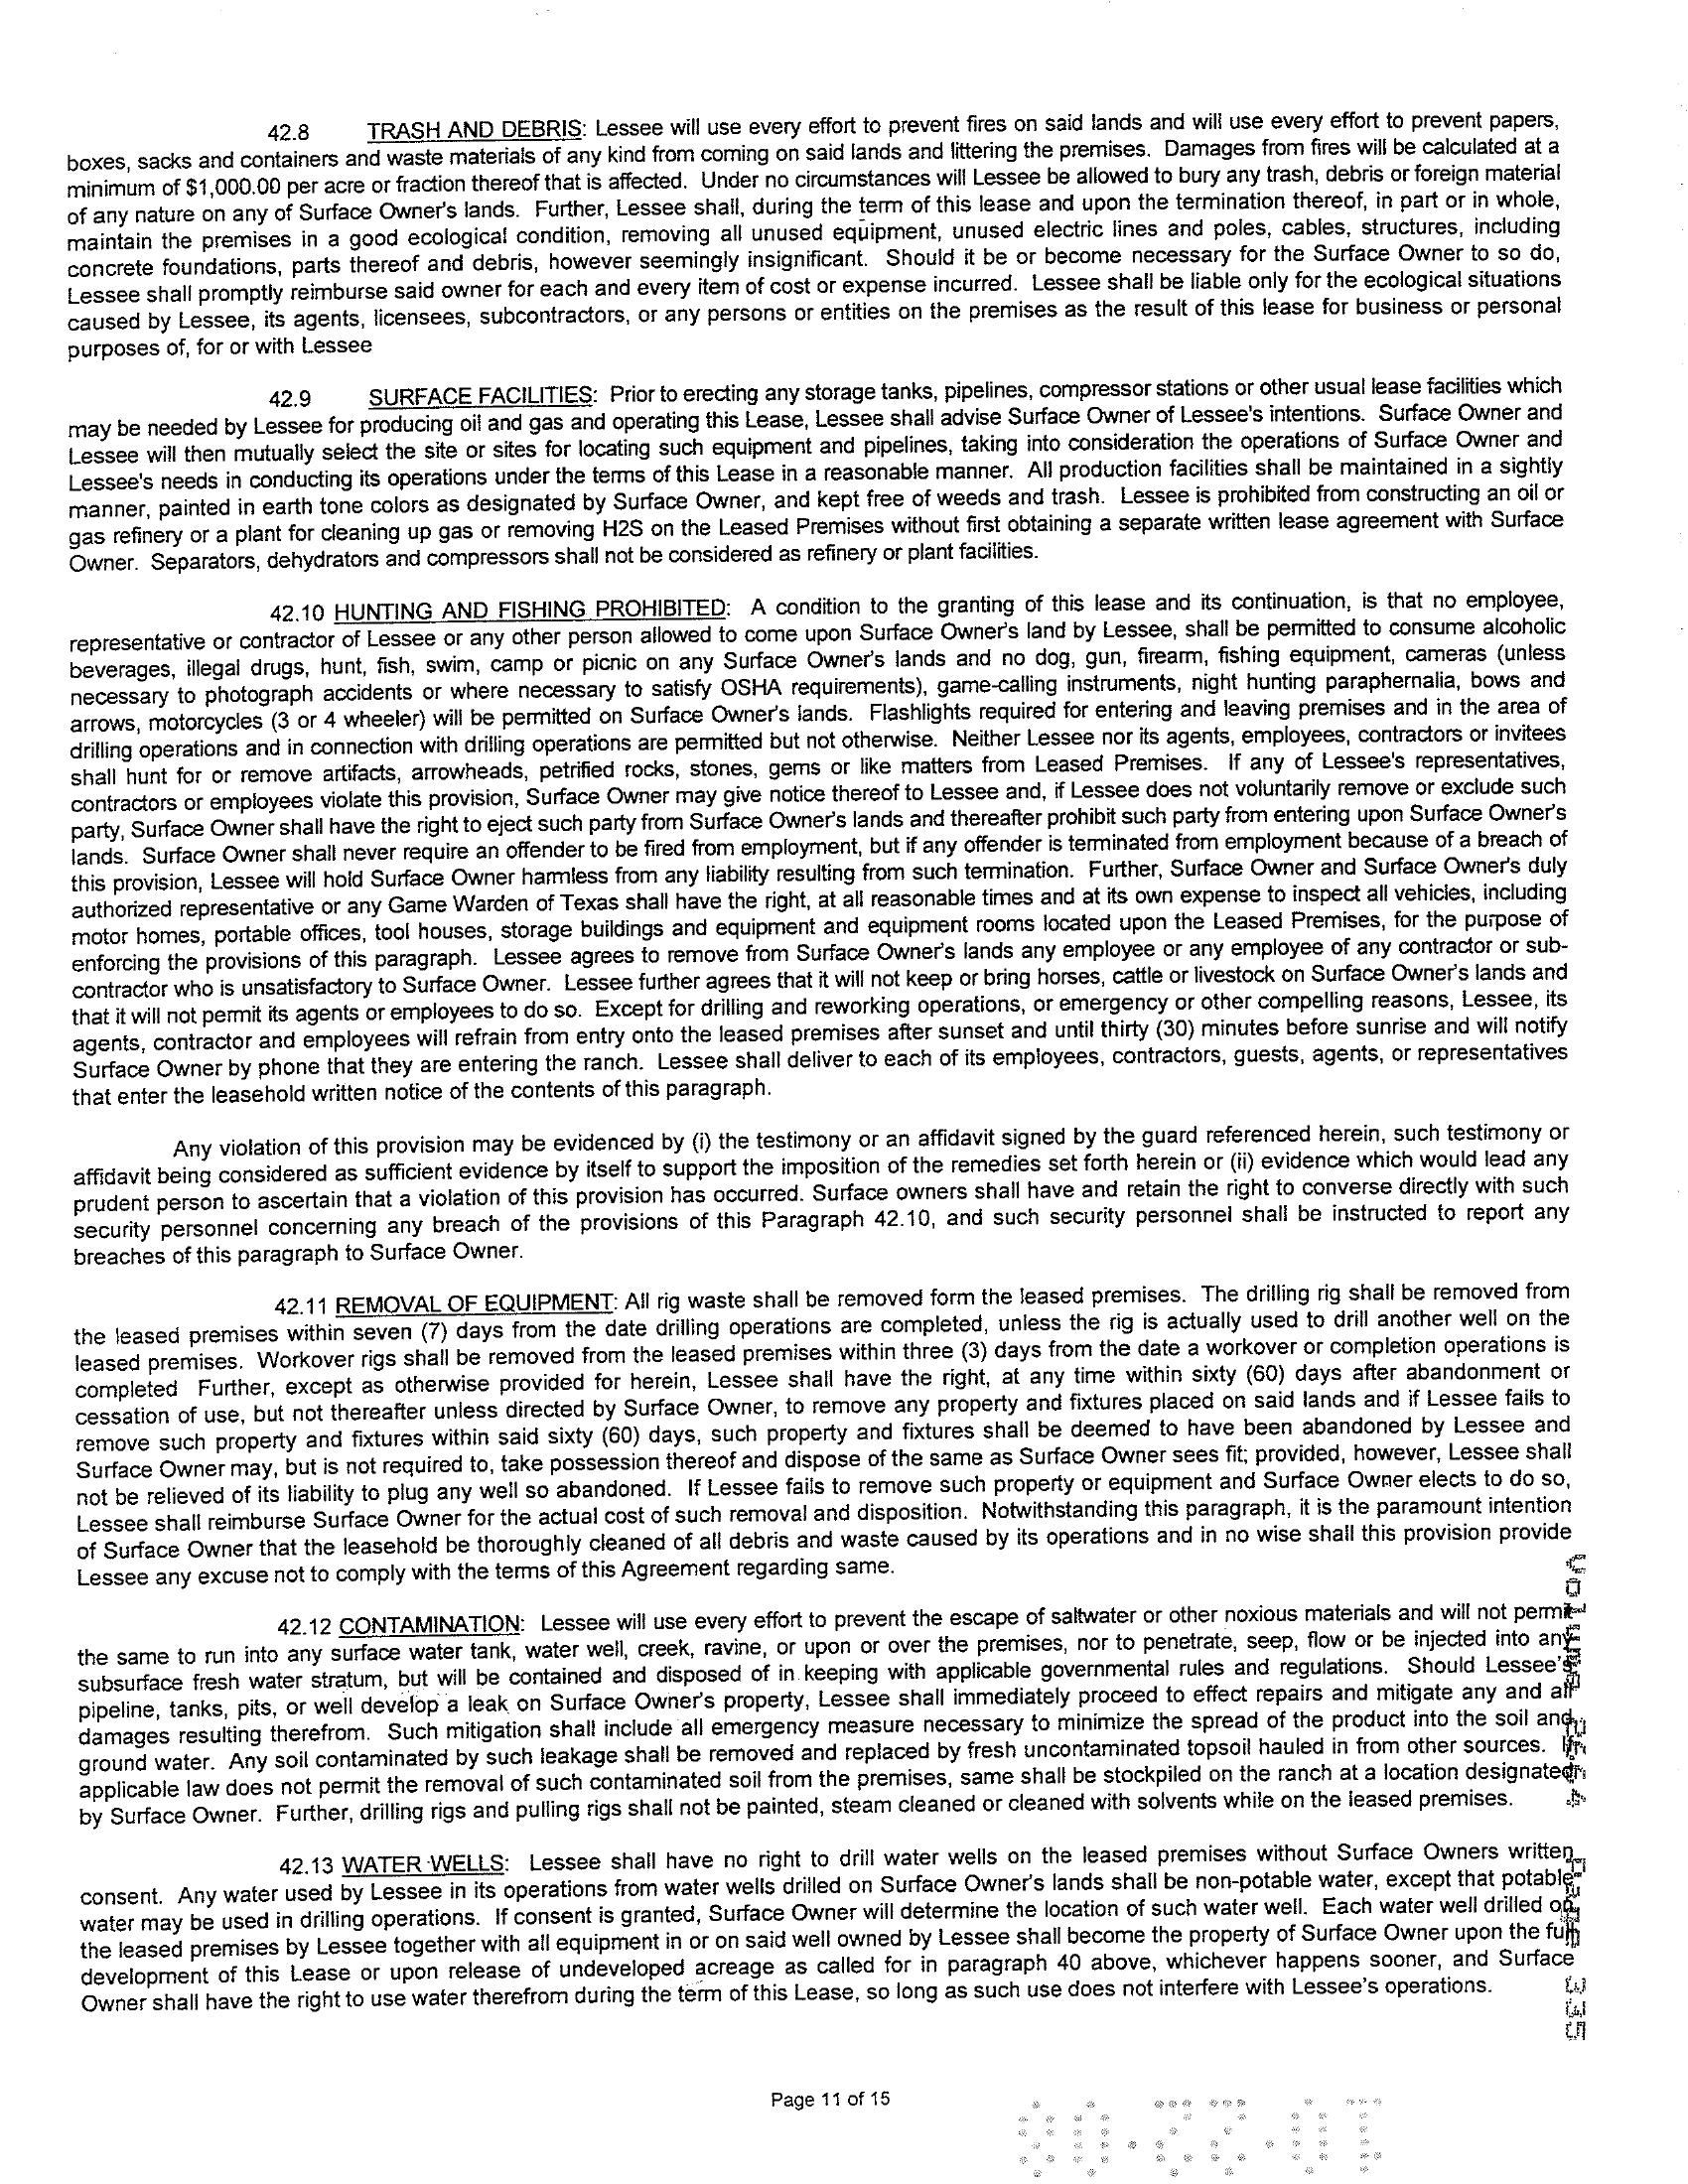 42.8 TRASH AND DEBRIS: Lessee will use every effort to prevent fires on said lands and will use every effort to prevent papers,
boxes, sacks and containers and waste materials of any kind from coming on said lands and littering the premises. Damages from fires will be calculated at a
minimum of $1,000.00 per acre or fraction thereof that is affected. Under no circumstances will Lessee be allowed to bury any trash, debris or foreign material
of any nature on any of Surface Owner's lands. Further, Lessee shall, during the term of this lease and upon the termination thereof, in part or in whole,
maintain the premises in a good ecological condition, removing all unused equipment, unused electric lines and poles, cables, structures, including
concrete foundations, parts thereof and debris, however seemingly insignificant. Should it be or become necessary for the Surface Owner to so do,
Lessee shall promptly reimburse said owner for each and every item of cost or expense incurred. Lessee shall be liable only for the ecological situations
caused by Lessee, its agents, licensees, subcontractors, or any persons or entities on the premises as the result of this lease for business or personal
purposes of, for or with Lessee
42.9 SURFACE FACILITIES: Prior to erecting any storage tanks, pipelines, compressor stations or other usual lease facilities which
may be needed by Lessee for producing oil and gas and operating this Lease, Lessee shall advise Surface Owner of Lessee's intentions. Surface Owner and
Lessee will then mutually select the site or sites for locating such equipment and pipelines, taking into consideration the operations of Surface Owner and
Lessee's needs in conducting its operations under the terms of this Lease in a reasonable manner. All production facilities shall be maintained in a sightly
manner, painted in earth tone colors as designated by Surface Owner, and kept free of weeds and trash. Lessee is prohibited from constructing an oil or
gas refinery or a plant for cleaning up gas or removing H2S on the Leased Premises without first obtaining a separate written lease agreement with Surface
Owner. Separators, dehydrators and compressors shall not be considered as refinery or plant facilities.
42.10 HUNTING AND FISHING PROHIBITED: A condition to the granting of this lease and its continuation, is that no employee,
representative or contractor of Lessee or any other person allowed to come upon Surface Owner's land by Lessee, shall be permitted to consume alcoholic
beverages, illegal drugs, hunt, fish, swim, camp or picnic on any Surface Owner's lands and no dog, gun, firearm, fishing equipment, cameras (unless
necessary to photograph accidents or where necessary to satisfy OSHA requirements), game-calling instruments, night hunting paraphernalia, bows and
arrows, motorcycles (3 or 4 wheeler) will be permitted on Surface Owner's lands. Flashlights required for entering and leaving premises and in the area of
drilling operations and in connection with drilling operations are permitted but not otherwise. Neither Lessee nor its agents, employees, contractors or invitees
shall hunt for or remove artifacts, arrowheads, petrified rocks, stones, gems or like matters from Leased Premises. If any of Lessee's representatives,
contractors or employees violate this provision, Surface Owner may give notice thereof to Lessee and, if Lessee does not voluntarily remove or exclude such
party, Surface Owner shall have the right to eject such party from Surface Owner's lands and thereafter prohibit such party from entering upon Surface Owner's
lands. Surface Owner shall never require an offender to be fired from employment, but if any offender is terminated from employment because of a breach of
this provision, Lessee will hold Surface Owner harmless from any liability resulting from such termination. Further, Surface Owner and Surface Owner's duly
authorized representative or any Game Warden of Texas shall have the right, at all reasonable times and at its own expense to inspect all vehicles, including
motor homes, portable offices, tool houses, storage buildings and equipment and equipment rooms located upon the Leased Premises, for the purpose of
enforcing the provisions of this paragraph. Lessee agrees to remove from Surface Owner's lands any employee or any employee of any contractor or sub-
contractor who is unsatisfactory to Surface Owner. Lessee further agrees that it will not keep or bring horses, cattle or livestock on Surface Owner's lands and
that it will not permit its agents or employees to do so. Except for drilling and reworking operations, or emergency or other compelling reasons, Lessee, its
agents, contractor and employees will refrain from entry onto the leased premises after sunset and until thirty (30) minutes before sunrise and will notify
Surface Owner by phone that they are entering the ranch. Lessee shall deliver to each of its employees, contractors, guests, agents, or representatives
that enter the leasehold written notice of the contents of this paragraph.
Any violation of this provision may be evidenced by (i) the testimony or an affidavit signed by the guard referenced herein, such testimony or
affidavit being considered as sufficient evidence by itself to support the imposition of the remedies set forth herein or (ii) evidence which would lead any
prudent person to ascertain that a violation of this provision has occurred. Surface owners shall have and retain the right to converse directly with such
security personnel concerning any breach of the provisions of this Paragraph 42.10, and such security personnel shall be instructed to report any
breaches of this paragraph to Surface Owner.
42.11 REMOVAL OF EQUIPMENT: All rig waste shall be removed form the leased premises. The drilling rig shall be removed from
the leased premises within seven (7) days from the date drilling operations are completed, unless the rig is actually used to drill another well on the
leased premises. Workover rigs shall be removed from the leased premises within three (3) days from the date a workover or completion operations is
completed Further, except as otherwise provided for herein, Lessee shall have the right, at any time within sixty (60) days after abandonment or
cessation of use, but not thereafter unless directed by Surface Owner, to remove any property and fixtures placed on said lands and if Lessee fails to
remove such property and fixtures within said sixty (60) days, such property and fixtures shall be deemed to have been abandoned by Lessee and
Surface Owner may, but is not required to, take possession thereof and dispose of the same as Surface Owner sees fit; provided, however, Lessee shall
not be relieved of its liability to plug any well so abandoned. If Lessee fails to remove such property or equipment and Surface Owner elects to do so,
Lessee shall reimburse Surface Owner for the actual cost of such removal and disposition. Notwithstanding this paragraph, it is the paramount intention
of Surface Owner that the leasehold be thoroughly cleaned of all debris and waste caused by its operations and in no wise shall this provision provide
Lessee any excuse not to comply with the terms of this Agreement regarding same.
42.12 CONTAMINATION: Lessee will use every effort to prevent the escape of saltwater or other noxious materials and will not permit
the same to run into any surface water tank, water well, creek, ravine, or upon or over the premises, nor to penetrate, seep, flow or be injected into any
subsurface fresh water stratum, but will be contained and disposed of in keeping with applicable governmental rules and regulations. Should Lessee's
pipeline, tanks, pits, or well develop a leak on Surface Owner's property, Lessee shall immediately proceed to effect repairs and mitigate any and all
damages resulting therefrom. Such mitigation shall include all emergency measure necessary to minimize the spread of the product into the soil and
ground water. Any soil contaminated by such leakage shall be removed and replaced by fresh uncontaminated topsoil hauled in from other sources. If
applicable law does not permit the removal of such contaminated soil from the premises, same shall be stockpiled on the ranch at a location designated
by Surface Owner. Further, drilling rigs and pulling rigs shall not be painted, steam cleaned or cleaned with solvents while on the leased premises.
42.13 WATER WELLS: Lessee shall have no right to drill water wells on the leased premises without Surface Owners written
consent. Any water used by Lessee in its operations from water wells drilled on Surface Owner's lands shall be non-potable water, except that potable
water may be used in drilling operations. If consent is granted, Surface Owner will determine the location of such water well. Each water well drilled on
the leased premises by Lessee together with all equipment in or on said well owned by Lessee shall become the property of Surface Owner upon the full
development of this Lease or upon release of undeveloped acreage as called for in paragraph 40 above, whichever happens sooner, and Surface
Owner shall have the right to use water therefrom during the term of this Lease, so long as such use does not interfere with Lessee's operations.
335
Page 11 of 15